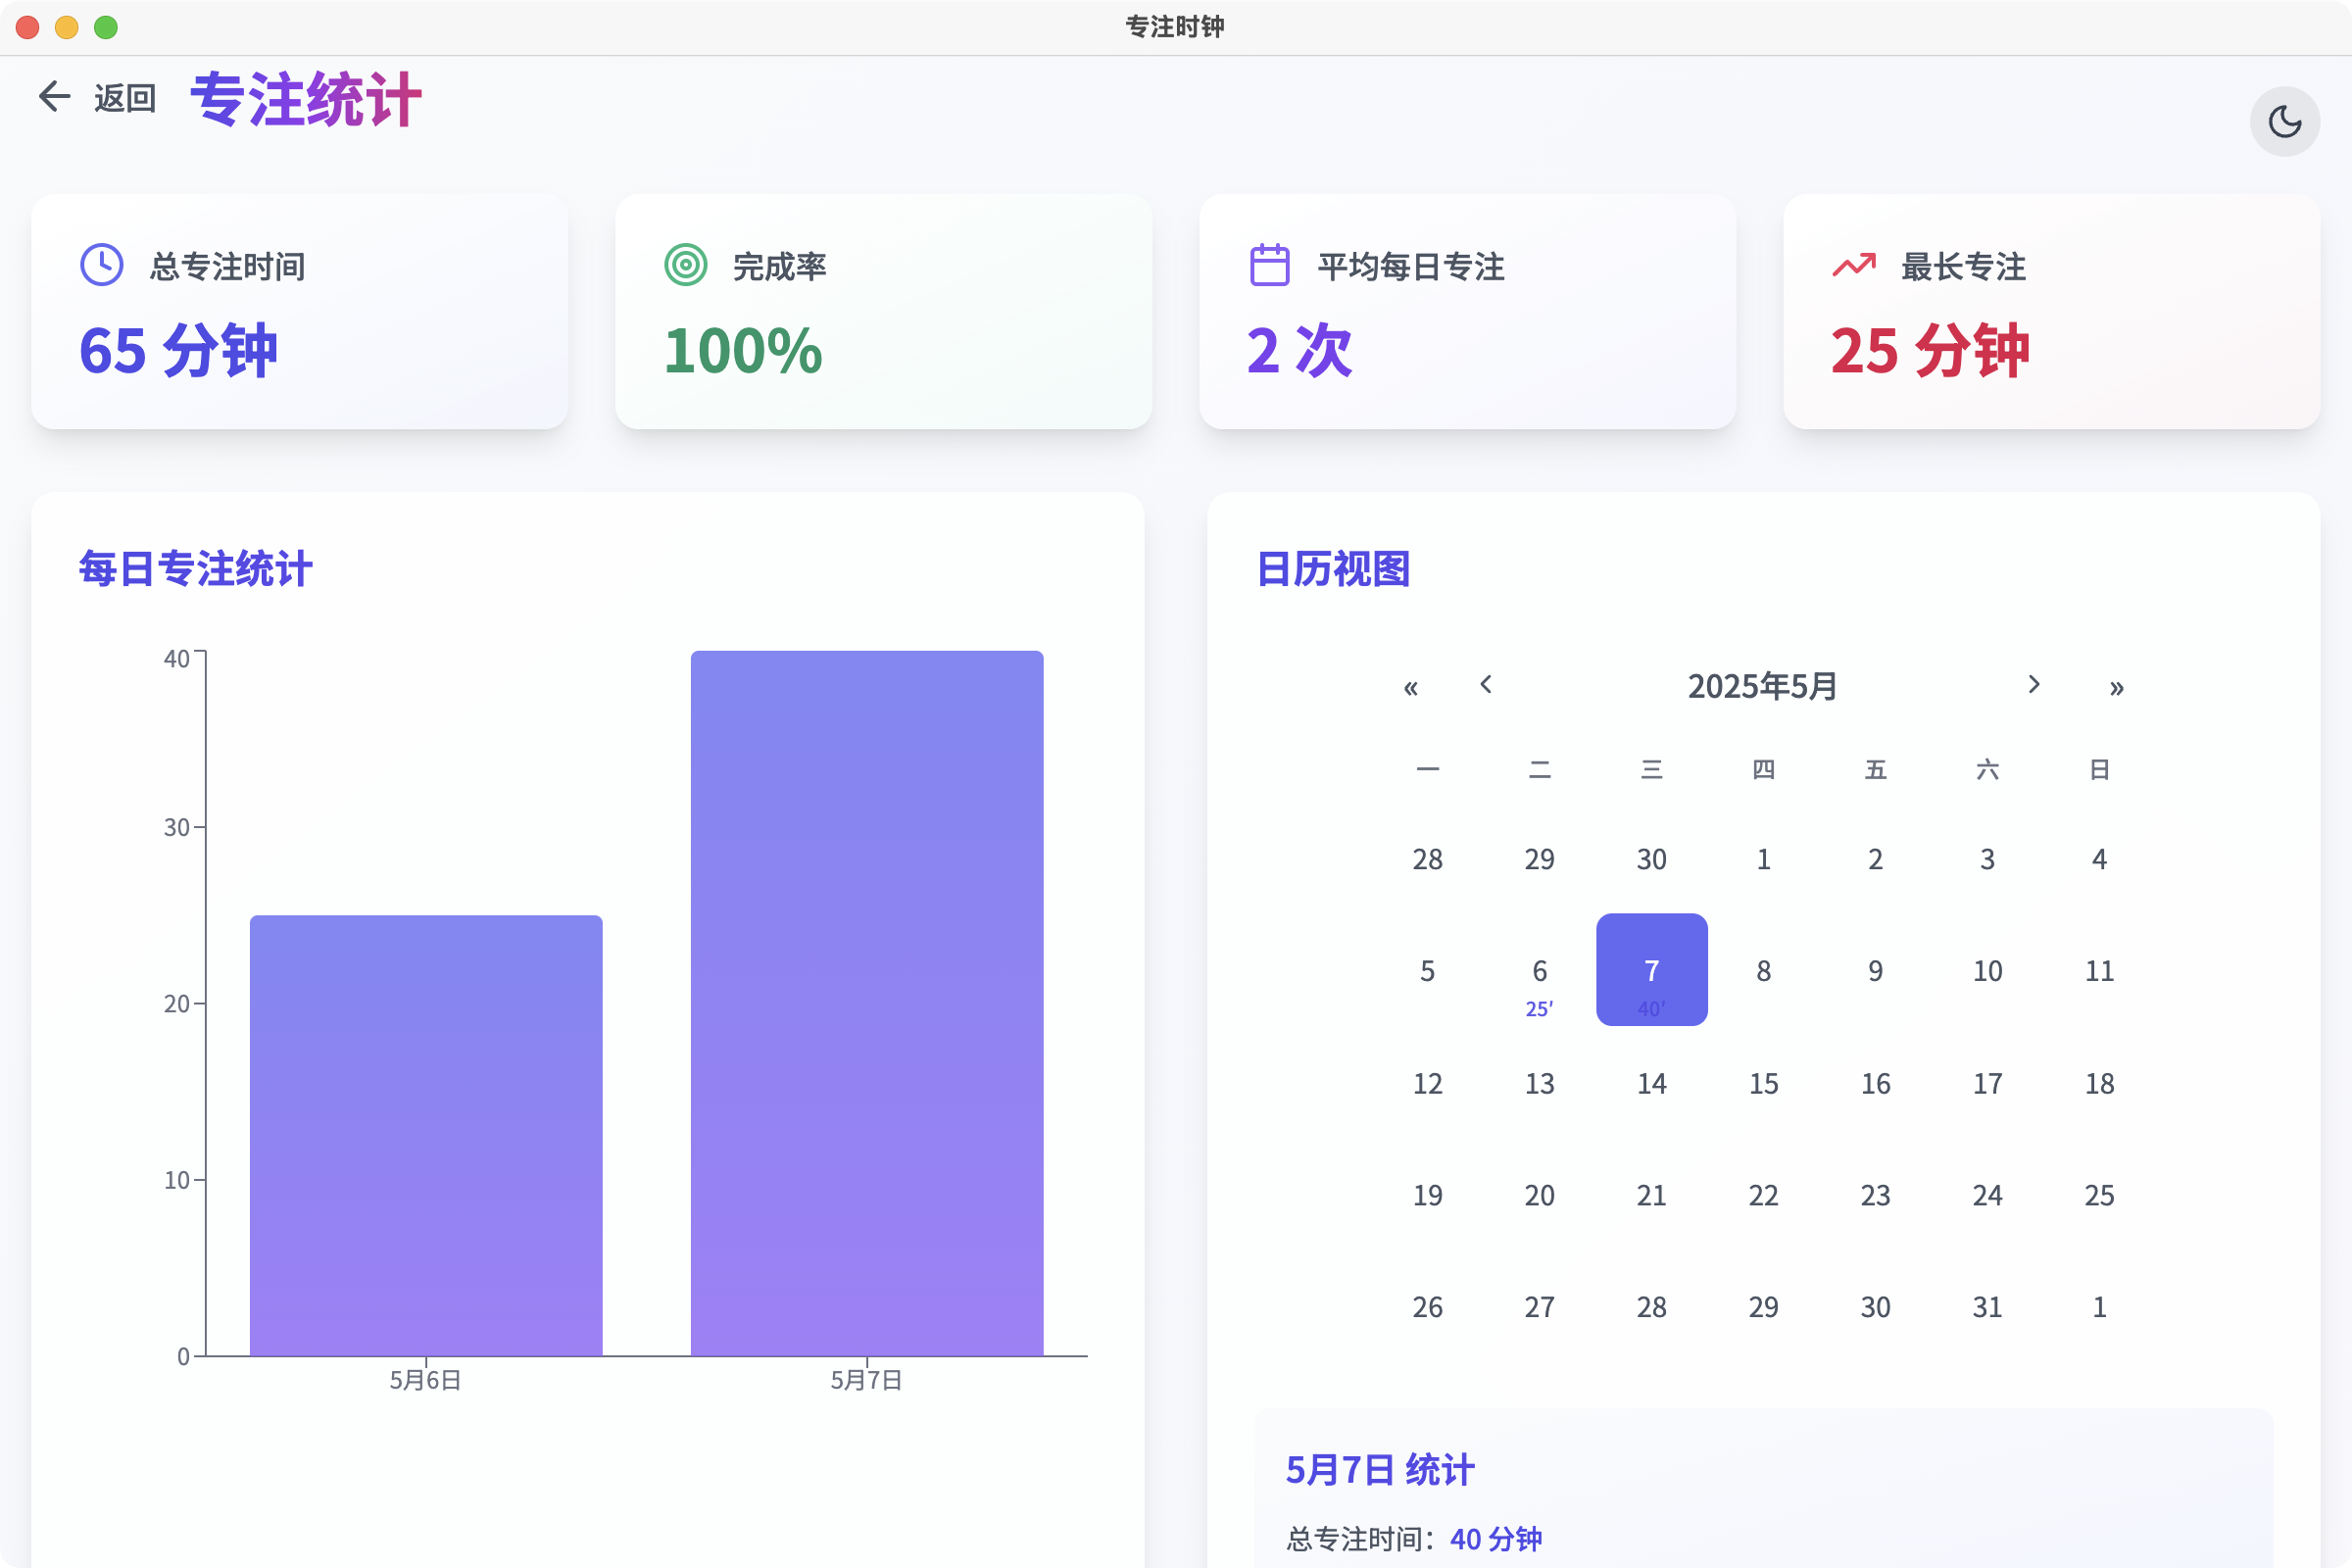 专注时钟
返回 专注统计
总专注时间
65 分钟
完成率
100%
平均每日专注
2 次
最长专注
25 分钟
每日专注统计
40
30
20
10
0
5月6日 5月7日
日历视图
« ‹ 2025年5月 › »
一 二 三 四 五 六 日
28 29 30 1 2 3 4
5 6 7 8 9 10 11
25′ 40′
12 13 14 15 16 17 18
19 20 21 22 23 24 25
26 27 28 29 30 31 1
5月7日 统计
总专注时间：40 分钟